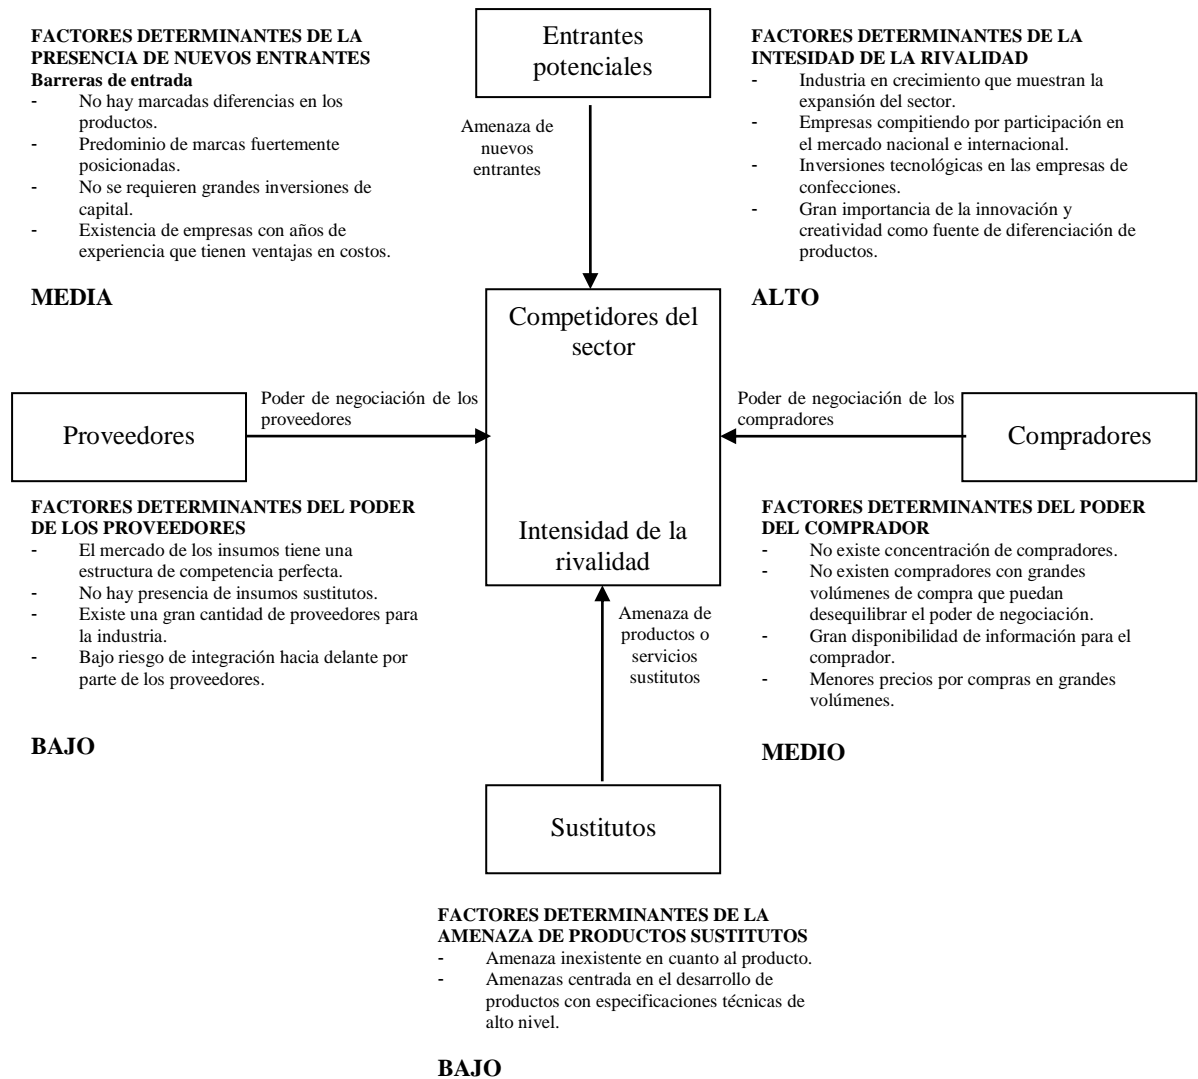 FACTORES DETERMINANTES DE LA
PRESENCIA DE NUEVOS ENTRANTES
Barreras de entrada
- No hay marcadas diferencias en los
productos.
- Predominio de marcas fuertemente
posicionadas.
- No se requieren grandes inversiones de
capital.
- Existencia de empresas con años de
experiencia que tienen ventajas en costos.
MEDIA
Entrantes
potenciales
Amenaza de
nuevos
entrantes
FACTORES DETERMINANTES DE LA
INTESIDAD DE LA RIVALIDAD
- Industria en crecimiento que muestran la
expansión del sector.
- Empresas compitiendo por participación en
el mercado nacional e internacional.
- Inversiones tecnológicas en las empresas de
confecciones.
- Gran importancia de la innovación y
creatividad como fuente de diferenciación de
productos.
ALTO
Competidores del
sector
Intensidad de la
rivalidad
Proveedores
Poder de negociación de los
proveedores
Poder de negociación de los
compradores
Compradores
FACTORES DETERMINANTES DEL PODER
DE LOS PROVEEDORES
- El mercado de los insumos tiene una
estructura de competencia perfecta.
- No hay presencia de insumos sustitutos.
- Existe una gran cantidad de proveedores para
la industria.
- Bajo riesgo de integración hacia delante por
parte de los proveedores.
BAJO
Amenaza de
productos o
servicios
sustitutos
FACTORES DETERMINANTES DEL PODER
DEL COMPRADOR
- No existe concentración de compradores.
- No existen compradores con grandes
volúmenes de compra que puedan
desequilibrar el poder de negociación.
- Gran disponibilidad de información para el
comprador.
- Menores precios por compras en grandes
volúmenes.
MEDIO
Sustitutos
FACTORES DETERMINANTES DE LA
AMENAZA DE PRODUCTOS SUSTITUTOS
- Amenaza inexistente en cuanto al producto.
- Amenazas centrada en el desarrollo de
productos con especificaciones técnicas de
alto nivel.
BAJO